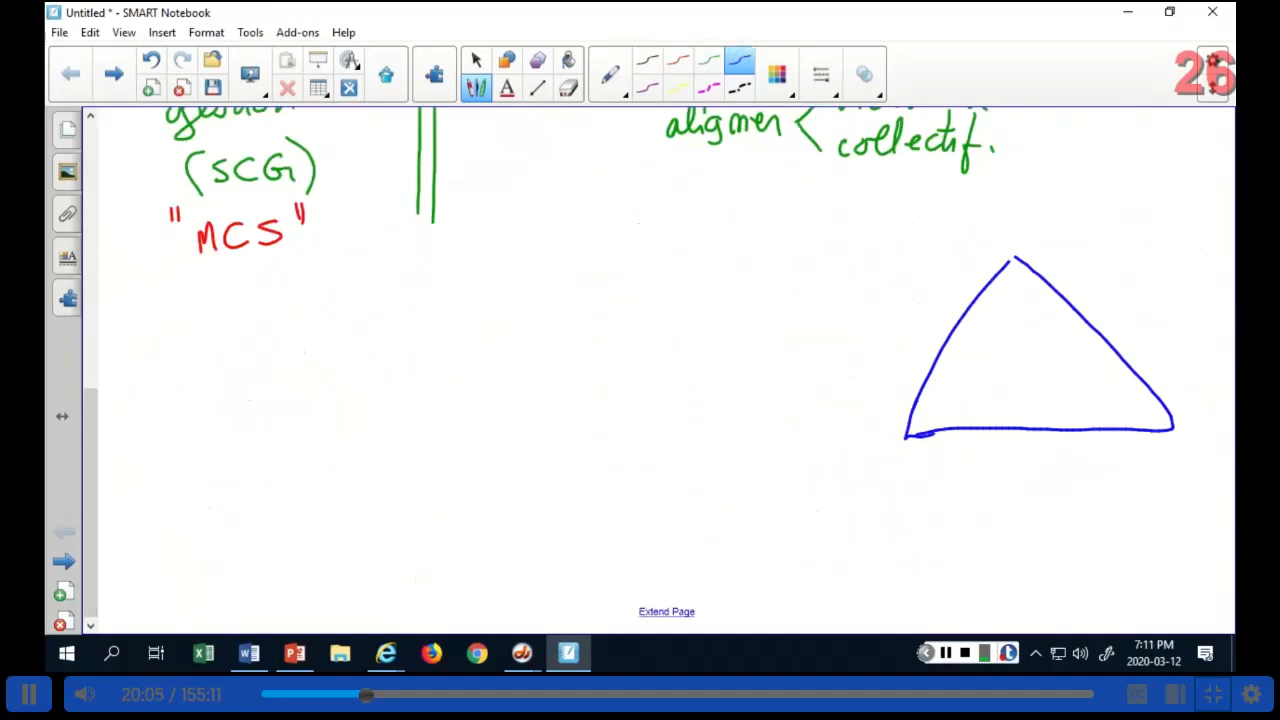 Untitled * - SMART Notebook
File Edit View Insert Format Tools Add-ons Help
26
aligner
collectif.
(SCG)
"MCS"
Extend Page
7:11 PM
2020-03-12
20:05 / 155:11